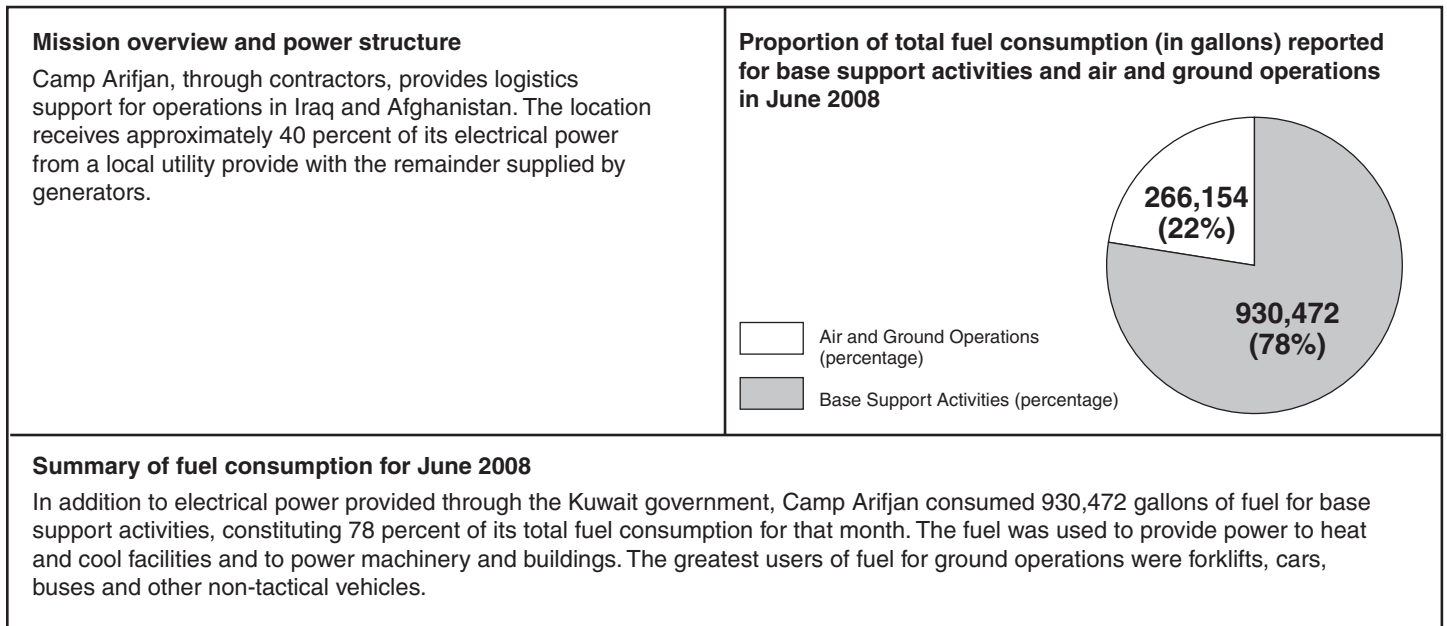 Mission overview and power structure
Camp Arifjan, through contractors, provides logistics
support for operations in Iraq and Afghanistan. The location
receives approximately 40 percent of its electrical power
from a local utility provide with the remainder supplied by
generators.
Proportion of total fuel consumption (in gallons) reported
for base support activities and air and ground operations
in June 2008
266,154
(22%)
930,472
(78%)
Air and Ground Operations
(percentage)
Base Support Activities (percentage)
Summary of fuel consumption for June 2008
In addition to electrical power provided through the Kuwait government, Camp Arifjan consumed 930,472 gallons of fuel for base
support activities, constituting 78 percent of its total fuel consumption for that month. The fuel was used to provide power to heat
and cool facilities and to power machinery and buildings. The greatest users of fuel for ground operations were forklifts, cars,
buses and other non-tactical vehicles.